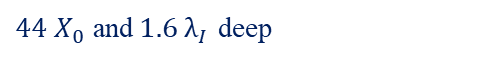 44 X₀ and 1.6 λ_I deep